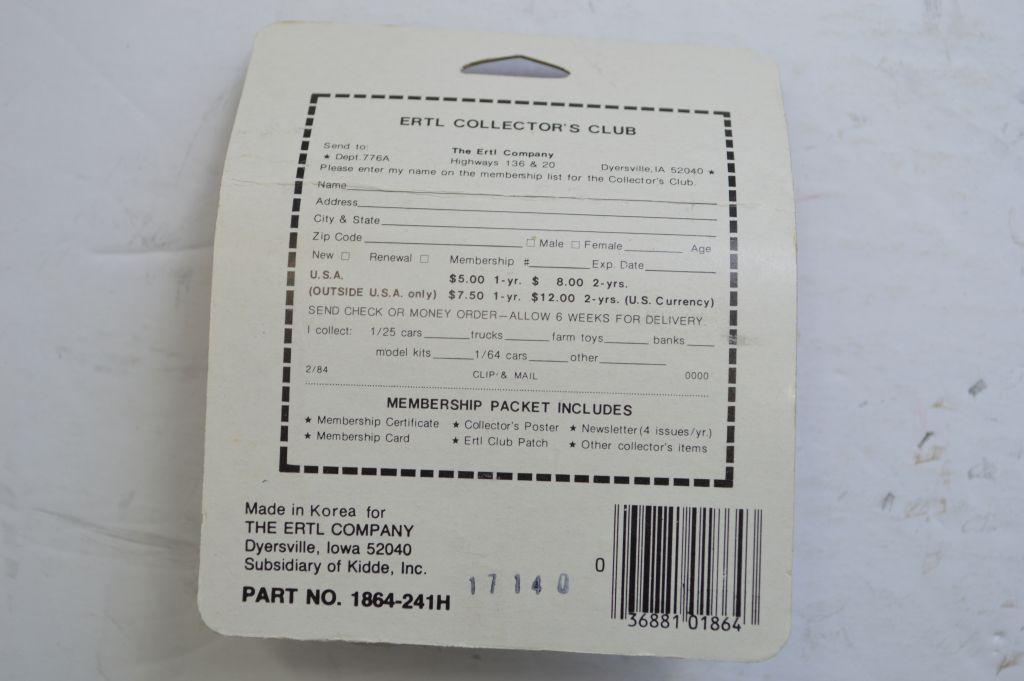 ERTL COLLECTOR'S CLUB
Send to: The Ertl Company
★ Dept. 776A Highways 136 & 20 Dyersville, IA 52040 ★
Please enter my name on the membership list for the Collector's Club.
Name
Address
City & State
Zip Code □ Male □ Female Age
New □ Renewal □ Membership # Exp. Date
U.S.A. $5.00 1-yr. $ 8.00 2-yrs.
(OUTSIDE U.S.A. only) $7.50 1-yr. $12.00 2-yrs. (U.S. Currency)
SEND CHECK OR MONEY ORDER—ALLOW 6 WEEKS FOR DELIVERY.
I collect: 1/25 cars trucks farm toys banks
model kits 1/64 cars other
2/84 CLIP & MAIL 0000
MEMBERSHIP PACKET INCLUDES
★ Membership Certificate ★ Collector's Poster ★ Newsletter (4 issues/yr.)
★ Membership Card ★ Ertl Club Patch ★ Other collector's items
Made in Korea for
THE ERTL COMPANY
Dyersville, Iowa 52040
Subsidiary of Kidde, Inc.
PART NO. 1864-241H
17140
0 36881 01864